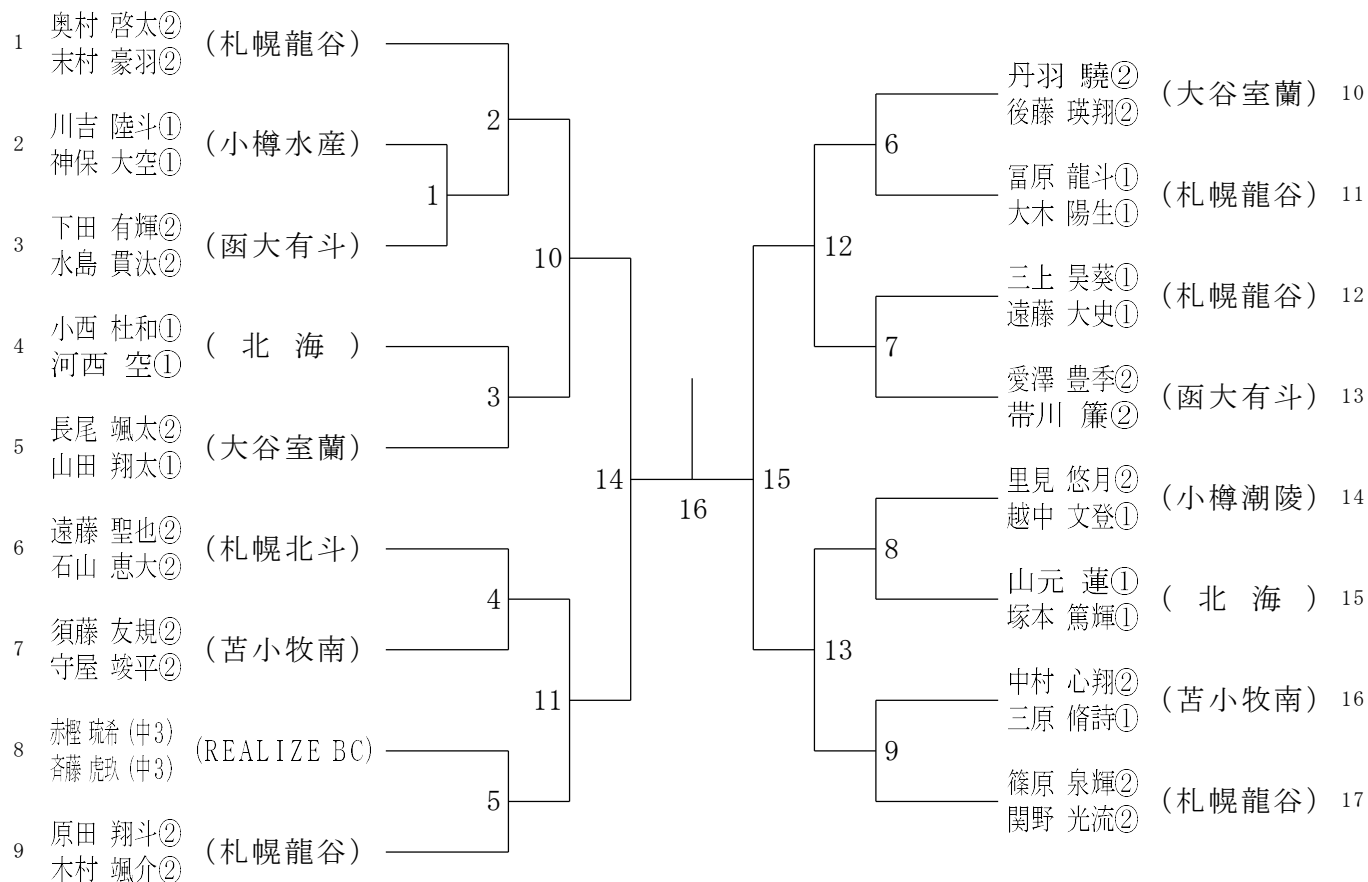 1 奥村 啓太② 末村 豪羽② (札幌龍谷)
2 川吉 陸斗① 神保 大空① (小樽水産)
3 下田 有輝② 水島 貫汰② (函大有斗)
4 小西 杜和① 河西 空① (北海)
5 長尾 颯太② 山田 翔太① (大谷室蘭)
6 遠藤 聖也② 石山 恵大② (札幌北斗)
7 須藤 友規② 守屋 竣平② (苫小牧南)
8 赤樫 琉希 (中3) 斉藤 虎玖 (中3) (REALIZE BC)
9 原田 翔斗② 木村 颯介② (札幌龍谷)
2
1
10
3
14
4
11
5
16
15
6
12
7
8
13
9
丹羽 驍② 後藤 瑛翔② (大谷室蘭) 10
冨原 龍斗① 大木 陽生① (札幌龍谷) 11
三上 昊葵① 遠藤 大史① (札幌龍谷) 12
愛澤 豊季② 帯川 簾② (函大有斗) 13
里見 悠月② 越中 文登① (小樽潮陵) 14
山元 蓮① 塚本 篤輝① (北海) 15
中村 心翔② 三原 脩詩① (苫小牧南) 16
篠原 泉輝② 関野 光流② (札幌龍谷) 17